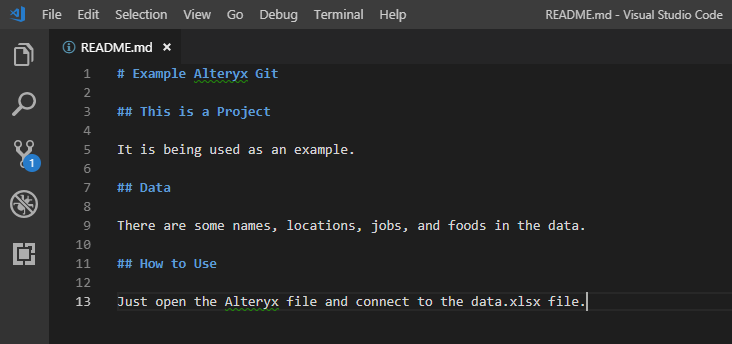 File Edit Selection View Go Debug Terminal Help README.md - Visual Studio Code
README.md ×
1 # Example Alteryx Git
2
3 ## This is a Project
4
5 It is being used as an example.
6
7 ## Data
8
9 There are some names, locations, jobs, and foods in the data.
10
11 ## How to Use
12
13 Just open the Alteryx file and connect to the data.xlsx file.
1